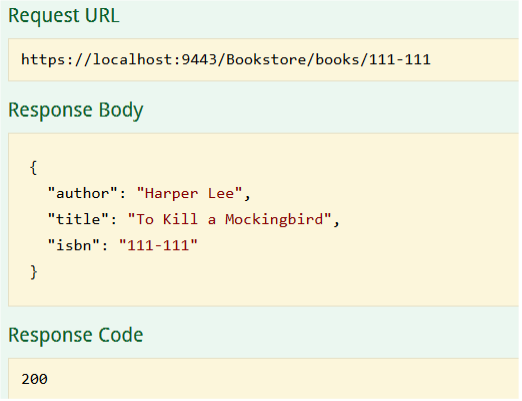 Request URL
https://localhost:9443/Bookstore/books/111-111
Response Body
{
"author": "Harper Lee",
"title": "To Kill a Mockingbird",
"isbn": "111-111"
}
Response Code
200